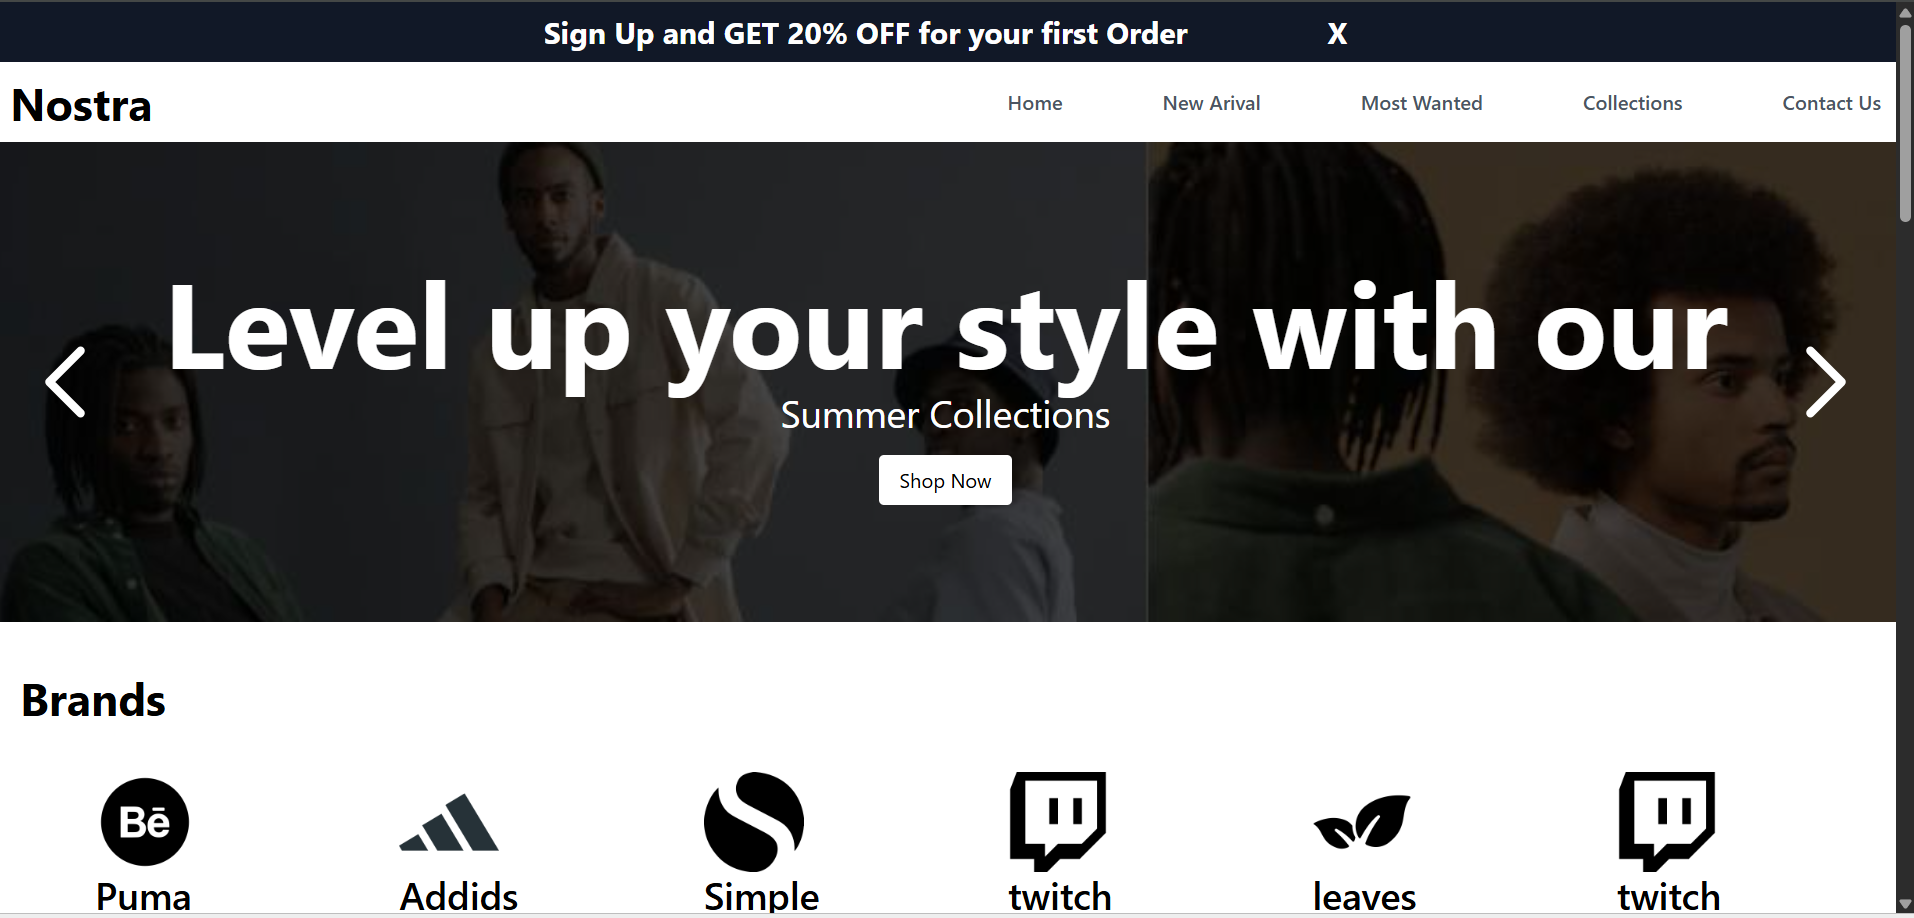 Sign Up and GET 20% OFF for your first Order X
Nostra
Home New Arival Most Wanted Collections Contact Us
Level up your style with our
Summer Collections
Shop Now
Brands
Bē
Puma Addids Simple twitch leaves twitch